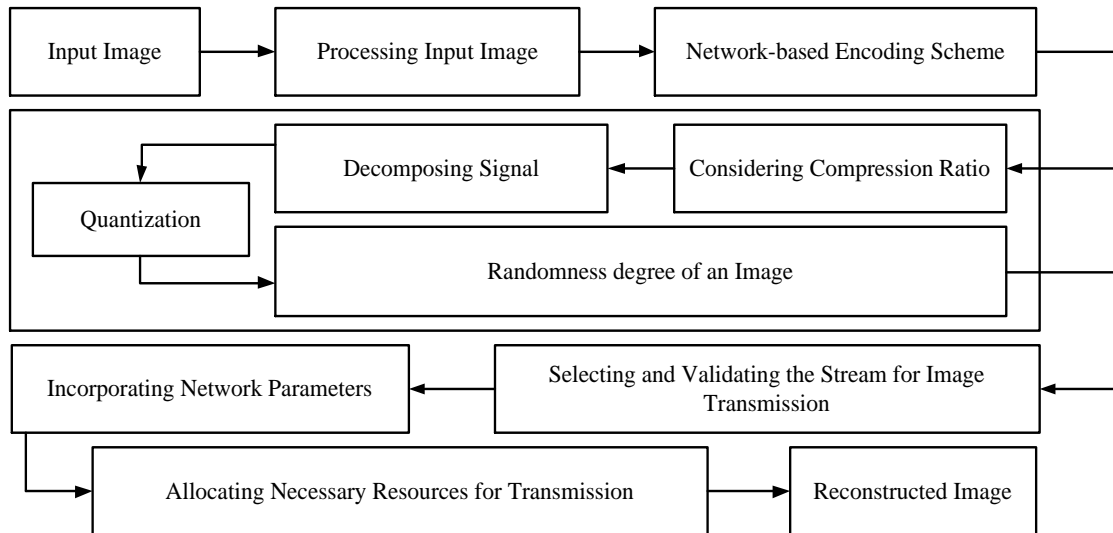 Input Image
Processing Input Image
Network-based Encoding Scheme
Decomposing Signal
Considering Compression Ratio
Quantization
Randomness degree of an Image
Incorporating Network Parameters
Selecting and Validating the Stream for Image
Transmission
Allocating Necessary Resources for Transmission
Reconstructed Image